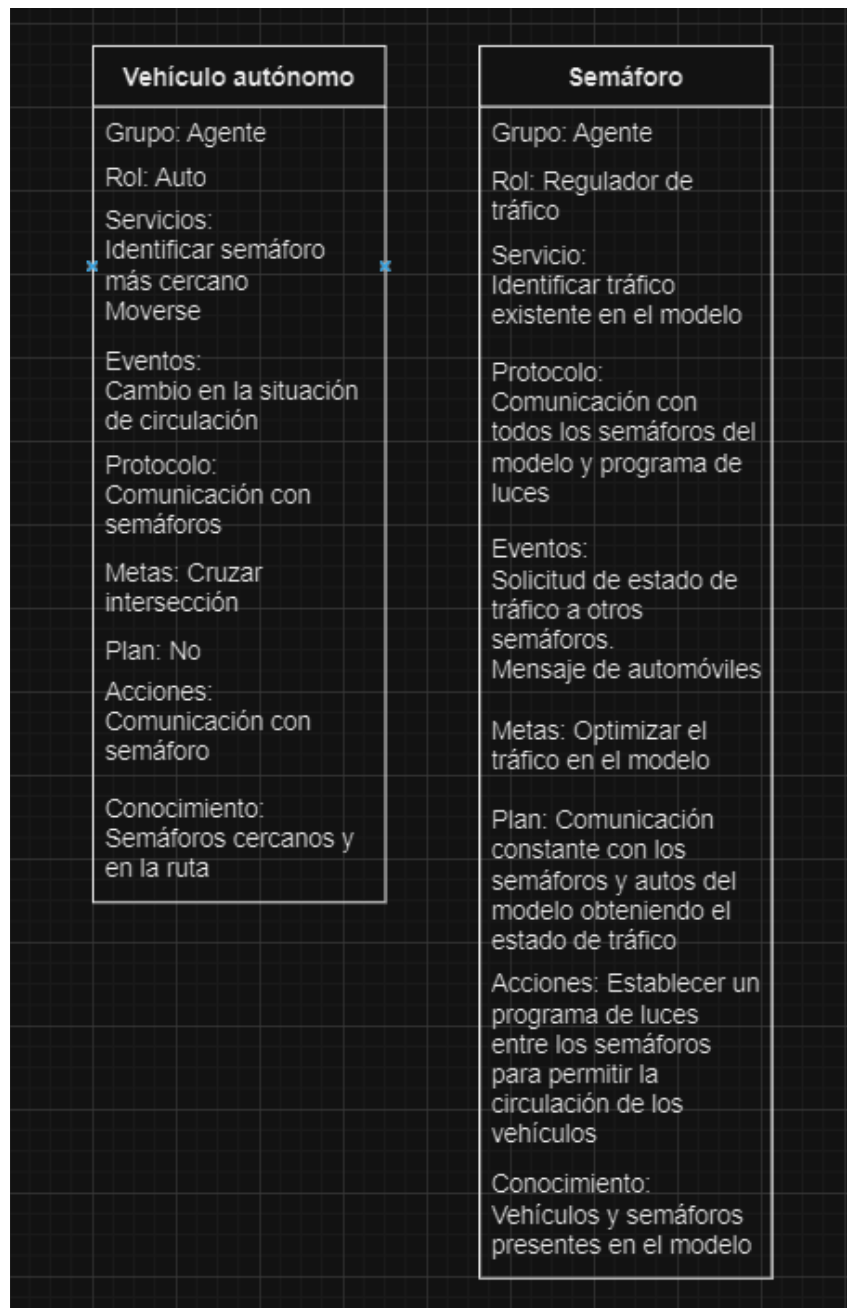 Vehículo autónomo
Grupo: Agente
Rol: Auto
Servicios:
Identificar semáforo
más cercano
Moverse
Eventos:
Cambio en la situación
de circulación
Protocolo:
Comunicación con
semáforos
Metas: Cruzar
intersección
Plan: No
Acciones:
Comunicación con
semáforo
Conocimiento:
Semáforos cercanos y
en la ruta
Semáforo
Grupo: Agente
Rol: Regulador de
tráfico
Servicio:
Identificar tráfico
existente en el modelo
Protocolo:
Comunicación con
todos los semáforos del
modelo y programa de
luces
Eventos:
Solicitud de estado de
tráfico a otros
semáforos.
Mensaje de automóviles
Metas: Optimizar el
tráfico en el modelo
Plan: Comunicación
constante con los
semáforos y autos del
modelo obteniendo el
estado de tráfico
Acciones: Establecer un
programa de luces
entre los semáforos
para permitir la
circulación de los
vehículos
Conocimiento:
Vehículos y semáforos
presentes en el modelo